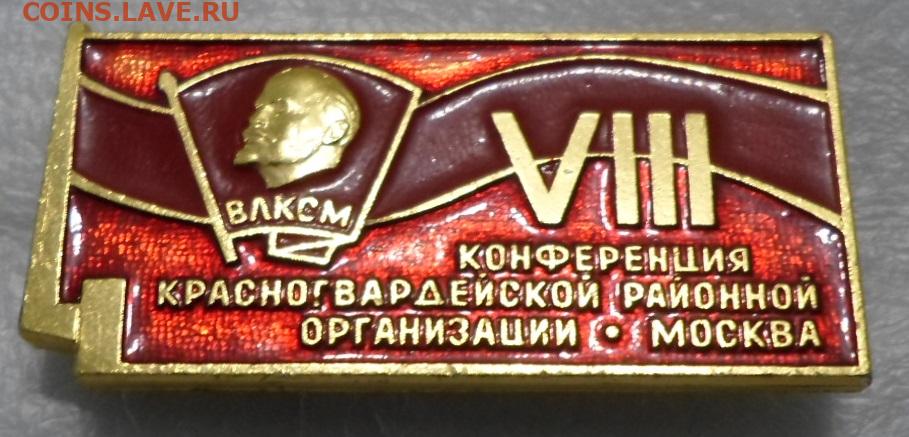 COINS.LAVE.RU
ВЛКСМ
VIII
КОНФЕРЕНЦИЯ
КРАСНОГВАРДЕЙСКОЙ РАЙОННОЙ
ОРГАНИЗАЦИИ • МОСКВА